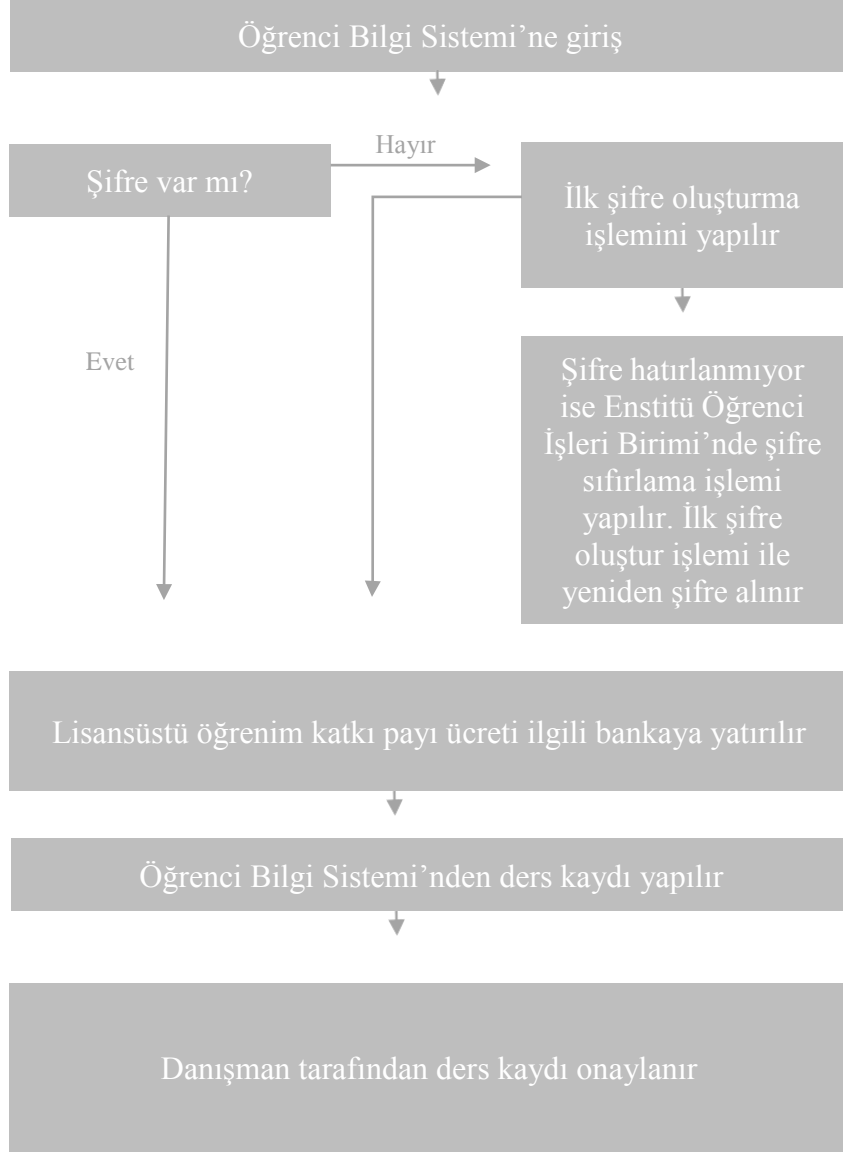 Öğrenci Bilgi Sistemi’ne giriş
Hayır
Şifre var mı?
İlk şifre oluşturma
işlemini yapılır
Evet
Şifre hatırlanmıyor
ise Enstitü Öğrenci
İşleri Birimi’nde şifre
sıfırlama işlemi
yapılır. İlk şifre
oluştur işlemi ile
yeniden şifre alınır
Lisansüstü öğrenim katkı payı ücreti ilgili bankaya yatırılır
Öğrenci Bilgi Sistemi’nden ders kaydı yapılır
Danışman tarafından ders kaydı onaylanır